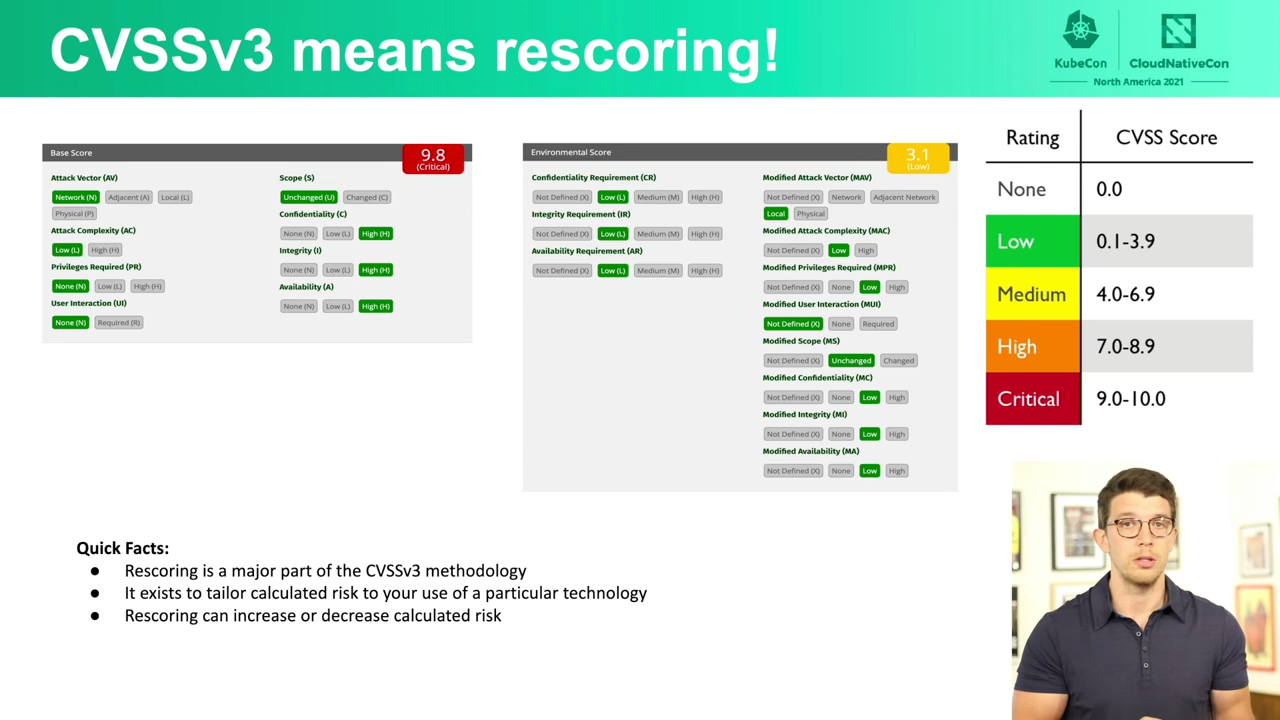 CVSSv3 means rescoring!
KubeCon
CloudNativeCon
North America 2021
Base Score
9.8
(Critical)
Attack Vector (AV)
Network (N) Adjacent (A) Local (L)
Physical (P)
Attack Complexity (AC)
Low (L) High (H)
Privileges Required (PR)
None (N) Low (L) High (H)
User Interaction (UI)
None (N) Required (R)
Scope (S)
Unchanged (U) Changed (C)
Confidentiality (C)
None (N) Low (L) High (H)
Integrity (I)
None (N) Low (L) High (H)
Availability (A)
None (N) Low (L) High (H)
Environmental Score
3.1
(Low)
Confidentiality Requirement (CR)
Not Defined (X) Low (L) Medium (M) High (H)
Integrity Requirement (IR)
Not Defined (X) Low (L) Medium (M) High (H)
Availability Requirement (AR)
Not Defined (X) Low (L) Medium (M) High (H)
Modified Attack Vector (MAV)
Not Defined (X) Network Adjacent Network
Local Physical
Modified Attack Complexity (MAC)
Not Defined (X) Low High
Modified Privileges Required (MPR)
Not Defined (X) None Low High
Modified User Interaction (MUI)
Not Defined (X) None Required
Modified Scope (MS)
Not Defined (X) Unchanged Changed
Modified Confidentiality (MC)
Not Defined (X) None Low High
Modified Integrity (MI)
Not Defined (X) None Low High
Modified Availability (MA)
Not Defined (X) None Low High
Rating CVSS Score
None 0.0
Low 0.1-3.9
Medium 4.0-6.9
High 7.0-8.9
Critical 9.0-10.0
Quick Facts:
● Rescoring is a major part of the CVSSv3 methodology
● It exists to tailor calculated risk to your use of a particular technology
● Rescoring can increase or decrease calculated risk